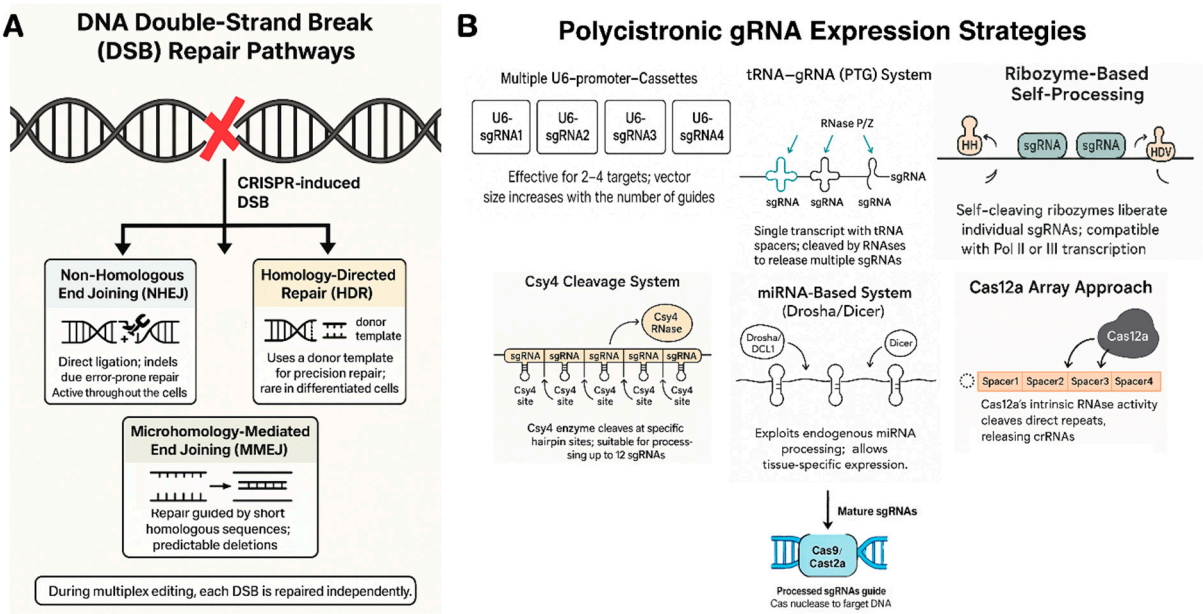 A
DNA Double-Strand Break
(DSB) Repair Pathways
CRISPR-induced
DSB
Non-Homologous
End Joining (NHEJ)
Direct ligation; indels
due error-prone repair
Active throughout the cells
Homology-Directed
Repair (HDR)
donor
template
Uses a donor template
for precision repair;
rare in differentiated cells
Microhomology-Mediated
End Joining (MMEJ)
Repair guided by short
homologous sequences;
predictable deletions
During multiplex editing, each DSB is repaired independently.
B
Polycistronic gRNA Expression Strategies
Multiple U6-promoter-Cassettes
U6-
sgRNA1
U6-
sgRNA2
U6-
sgRNA3
U6-
sgRNA4
Effective for 2–4 targets; vector
size increases with the number of guides
tRNA–gRNA (PTG) System
RNase P/Z
sgRNA
sgRNA
sgRNA
sgRNA
Single transcript with tRNA
spacers; cleaved by RNAses
to release multiple sgRNAs
Ribozyme-Based
Self-Processing
HH
sgRNA
sgRNA
HDV
Self-cleaving ribozymes liberate
individual sgRNAs; compatible
with Pol II or III transcription
Csy4 Cleavage System
Csy4
RNase
sgRNA
sgRNA
sgRNA
sgRNA
sgRNA
Csy4
site
Csy4
site
Csy4
site
Csy4
site
Csy4
site
Csy4 enzyme cleaves at specific
hairpin sites; suitable for process-
sing up to 12 sgRNAs
miRNA-Based System
(Drosha/Dicer)
Drosha/
DCL1
Dicer
Exploits endogenous miRNA
processing; allows
tissue-specific expression.
Cas12a Array Approach
Cas12a
Spacer1
Spacer2
Spacer3
Spacer4
Cas12a's intrinsic RNase activity
cleaves direct repeats,
releasing crRNAs
Mature sgRNAs
Cas9/
Cast2a
Processed sgRNAs guide
Cas nuclease to farget DNA